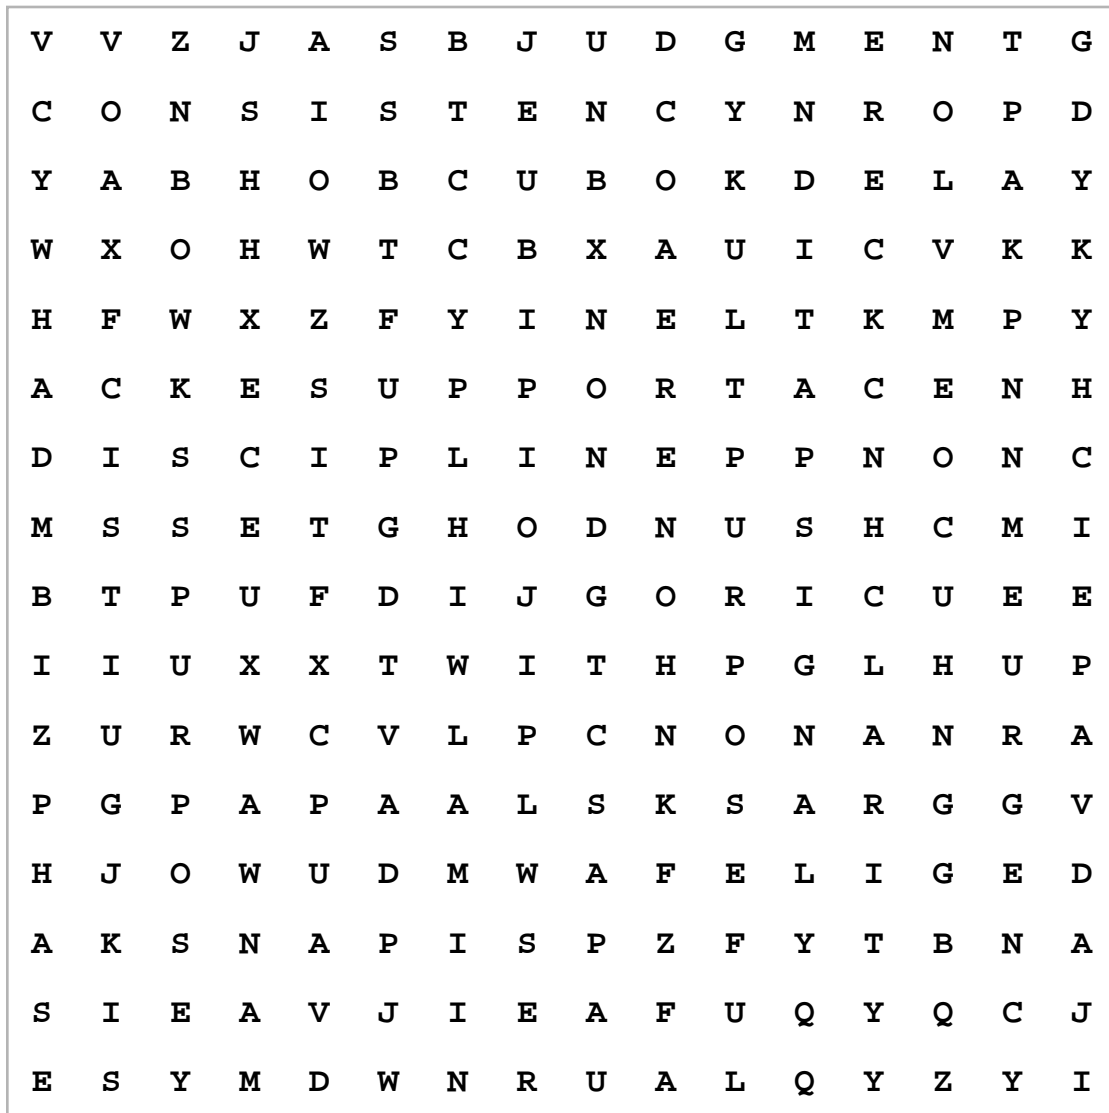 V V Z J A S B J U D G M E N T G
C O N S I S T E N C Y N R O P D
Y A B H O B C U B O K D E L A Y
W X O H W T C B X A U I C V K K
H F W X Z F Y I N E L T K M P Y
A C K E S U P P O R T A C E N H
D I S C I P L I N E P P N O N C
M S S E T G H O D N U S H C M I
B T P U F D I J G O R I C U E E
I I U X X T W I T H P G L H U P
Z U R W C V L P C N O N A N R A
P G P A P A A L S K S A R G G V
H J O W U D M W A F E L I G E D
A K S N A P I S P Z F Y T B N A
S I E A V J I E A F U Q Y Q C J
E S Y M D W N R U A L Q Y Z Y I